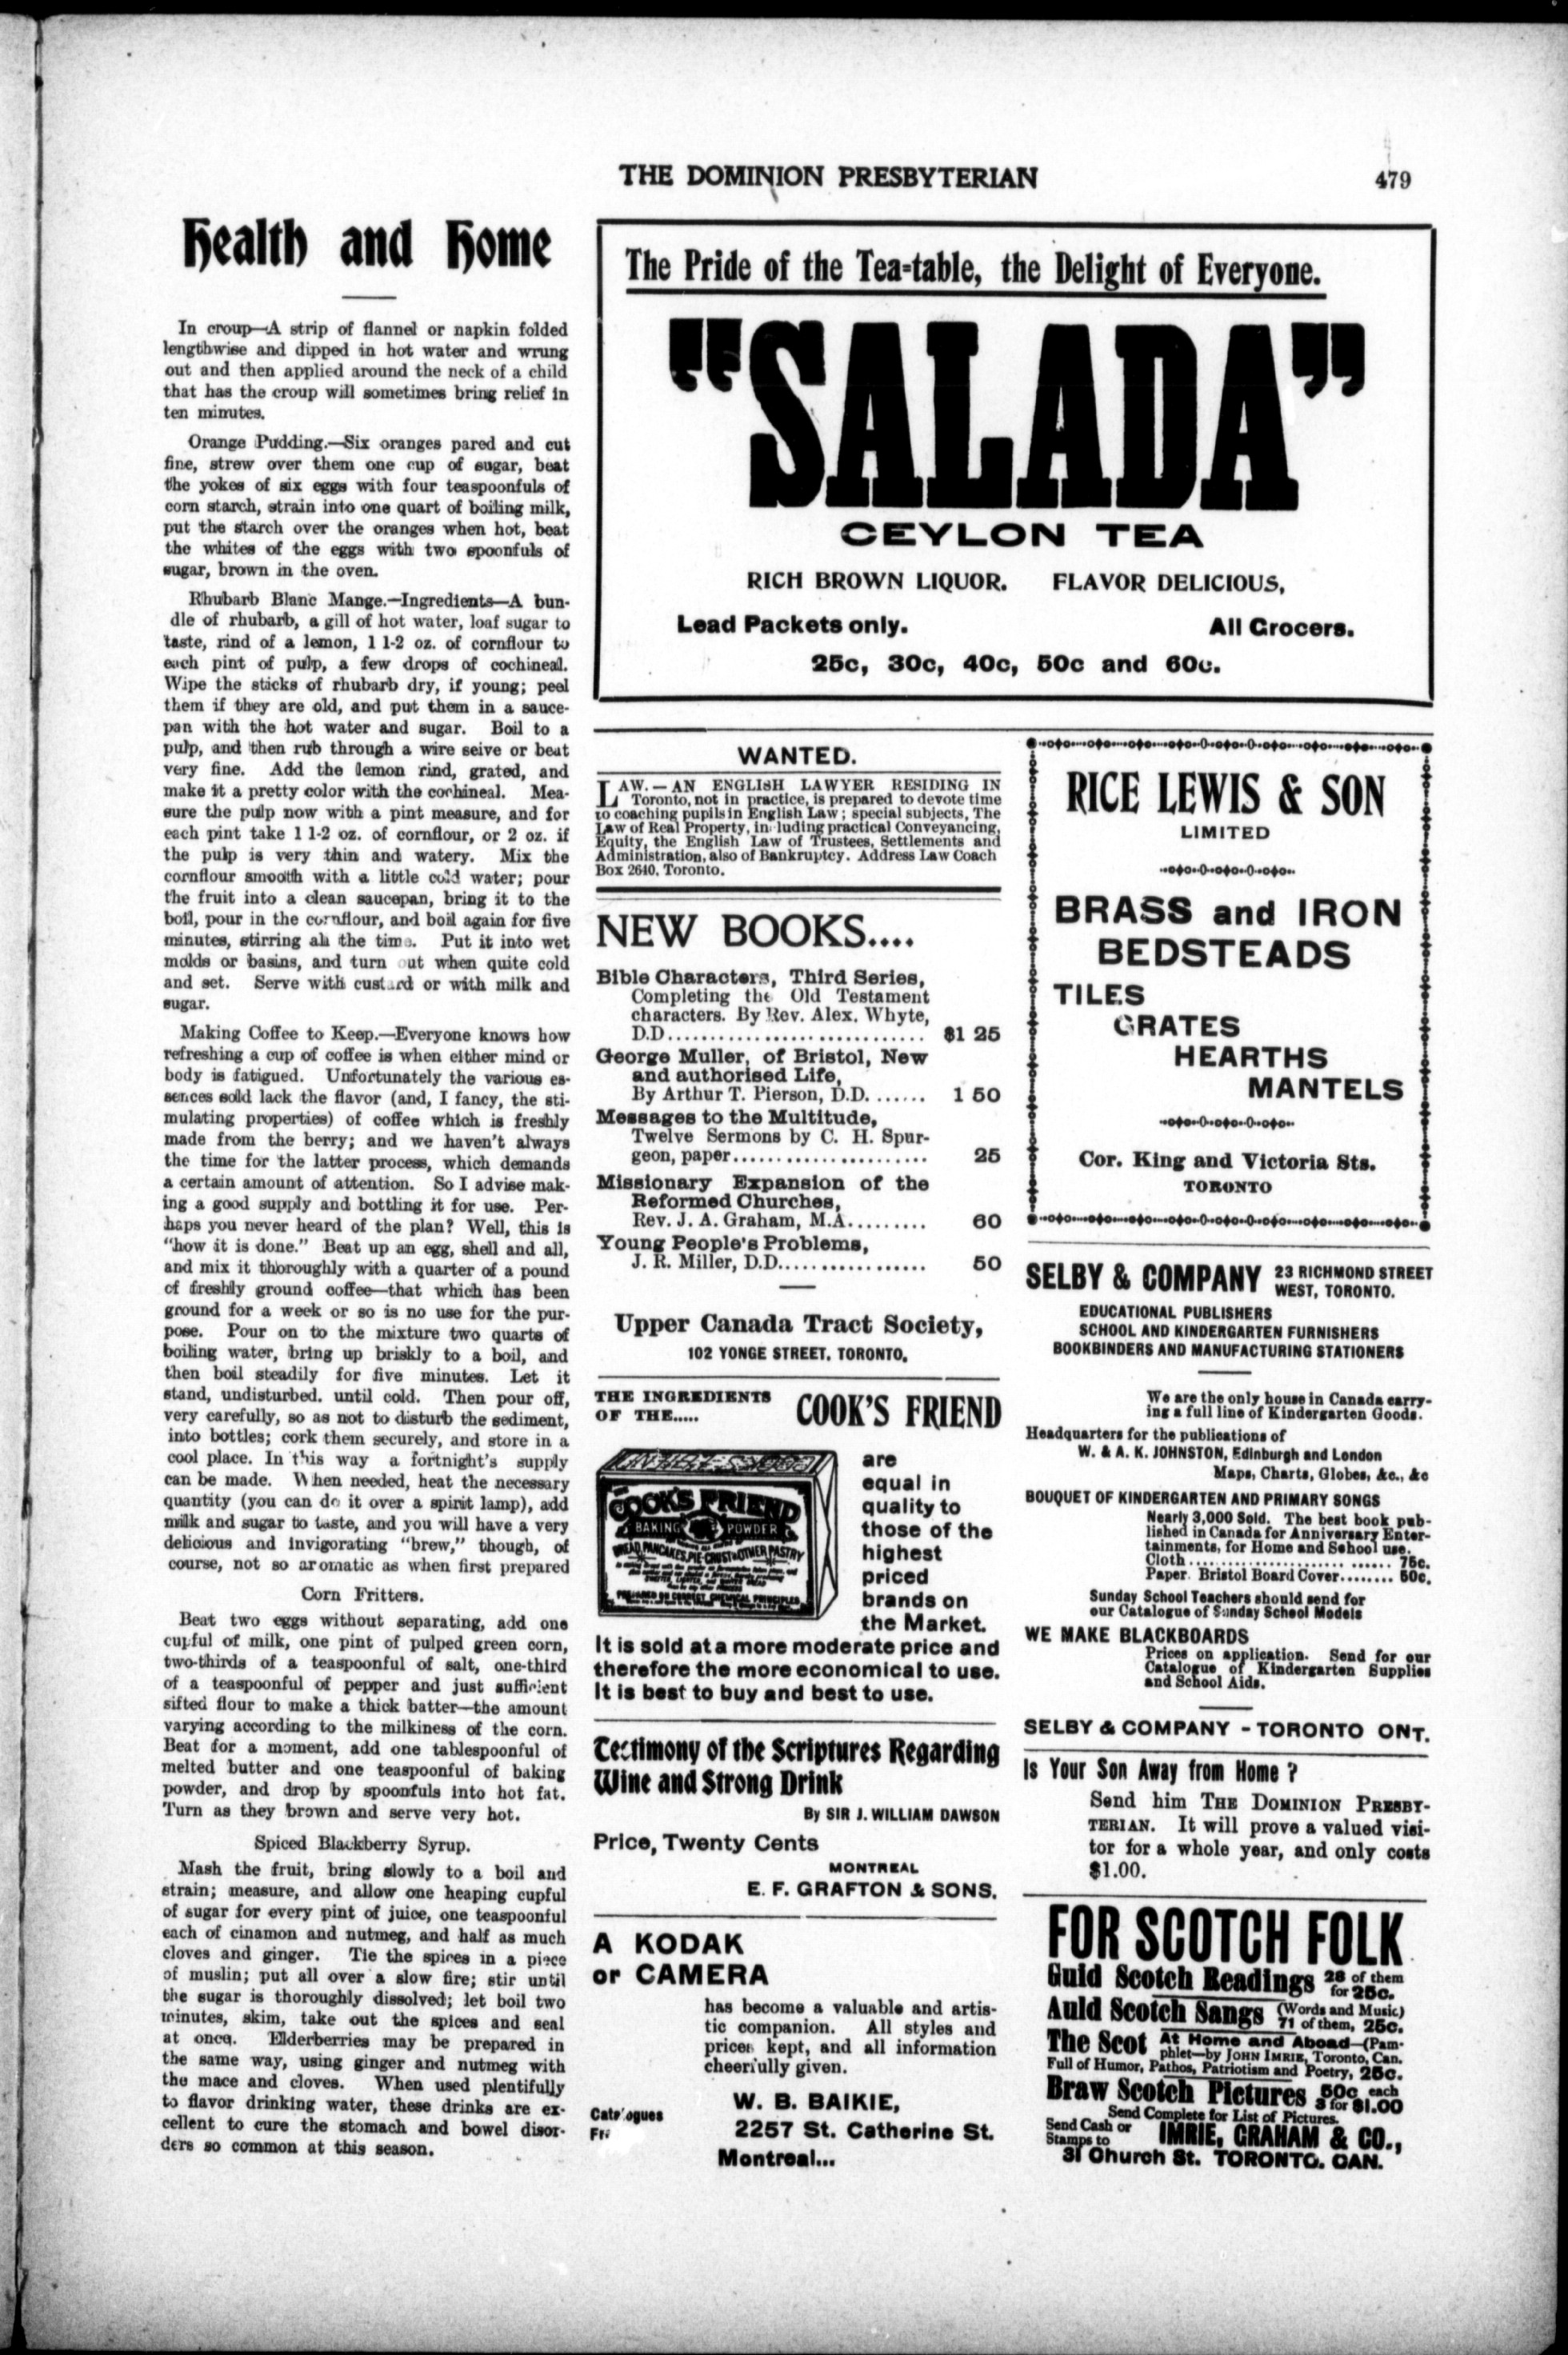 THE DOMINION PRESBYTERIAN
479
Health and Home
In croup—A strip of flannel or napkin folded
lengthwise and dipped in hot water and wrung
out and then applied around the neck of a child
that has the croup will sometimes bring relief in
ten minutes.
Orange Pudding.—Six oranges pared and cut
fine, strew over them one cup of sugar, beat
the yokes of six eggs with four teaspoonfuls of
corn starch, strain into one quart of boiling milk,
put the starch over the oranges when hot, beat
the whites of the eggs with two spoonfuls of
sugar, brown in the oven.
Rhubarb Blanc Mange.—Ingredients—A bun-
dle of rhubarb, a gill of hot water, loaf sugar to
taste, rind of a lemon, 1 1-2 oz. of cornflour to
each pint of pulp, a few drops of cochineal.
Wipe the sticks of rhubarb dry, if young; peel
them if they are old, and put them in a sauce-
pan with the hot water and sugar. Boil to a
pulp, and then rub through a wire seive or beat
very fine. Add the lemon rind, grated, and
make it a pretty color with the cochineal. Mea-
sure the pulp now with a pint measure, and for
each pint take 1 1-2 oz. of cornflour, or 2 oz. if
the pulp is very thin and watery. Mix the
cornflour smooth with a little cold water; pour
the fruit into a clean saucepan, bring it to the
boil, pour in the cornflour, and boil again for five
minutes, stirring all the time. Put it into wet
molds or basins, and turn out when quite cold
and set. Serve with custard or with milk and
sugar.
Making Coffee to Keep.—Everyone knows how
refreshing a cup of coffee is when either mind or
body is fatigued. Unfortunately the various es-
sences sold lack the flavor (and, I fancy, the sti-
mulating properties) of coffee which is freshly
made from the berry; and we haven't always
the time for the latter process, which demands
a certain amount of attention. So I advise mak-
ing a good supply and bottling it for use. Per-
haps you never heard of the plan? Well, this is
"how it is done." Beat up an egg, shell and all,
and mix it thoroughly with a quarter of a pound
of freshly ground coffee—that which has been
ground for a week or so is no use for the pur-
pose. Pour on to the mixture two quarts of
boiling water, bring up briskly to a boil, and
then boil steadily for five minutes. Let it
stand, undisturbed. until cold. Then pour off,
very carefully, so as not to disturb the sediment,
into bottles; cork them securely, and store in a
cool place. In this way a fortnight's supply
can be made. When needed, heat the necessary
quantity (you can do it over a spirit lamp), add
milk and sugar to taste, and you will have a very
delicious and invigorating "brew," though, of
course, not so aromatic as when first prepared
Corn Fritters.
Beat two eggs without separating, add one
cupful of milk, one pint of pulped green corn,
two-thirds of a teaspoonful of salt, one-third
of a teaspoonful of pepper and just sufficient
sifted flour to make a thick batter—the amount
varying according to the milkiness of the corn.
Beat for a moment, add one tablespoonful of
melted butter and one teaspoonful of baking
powder, and drop by spoonfuls into hot fat.
Turn as they brown and serve very hot.
Spiced Blackberry Syrup.
Mash the fruit, bring slowly to a boil and
strain; measure, and allow one heaping cupful
of sugar for every pint of juice, one teaspoonful
each of cinamon and nutmeg, and half as much
cloves and ginger. Tie the spices in a piece
of muslin; put all over a slow fire; stir until
the sugar is thoroughly dissolved; let boil two
minutes, skim, take out the spices and seal
at once. Elderberries may be prepared in
the same way, using ginger and nutmeg with
the mace and cloves. When used plentifully
to flavor drinking water, these drinks are ex-
cellent to cure the stomach and bowel disor-
ders so common at this season.
The Pride of the Tea-table, the Delight of Everyone.
"SALADA"
CEYLON TEA
RICH BROWN LIQUOR. FLAVOR DELICIOUS,
Lead Packets only. All Grocers.
25c, 30c, 40c, 50c and 60c.
WANTED.
LAW.—AN ENGLISH LAWYER RESIDING IN
Toronto, not in practice, is prepared to devote time
to coaching pupils in English Law; special subjects, The
Law of Real Property, including practical Conveyancing,
Equity, the English Law of Trustees, Settlements and
Administration, also of Bankruptcy. Address Law Coach
Box 2640, Toronto.
NEW BOOKS....
Bible Characters, Third Series,
Completing the Old Testament
characters. By Rev. Alex. Whyte,
D.D. $1 25
George Muller, of Bristol, New
and authorised Life,
By Arthur T. Pierson, D.D. 1 50
Messages to the Multitude,
Twelve Sermons by C. H. Spur-
geon, paper 25
Missionary Expansion of the
Reformed Churches,
Rev. J. A. Graham, M.A. 60
Young People's Problems,
J. R. Miller, D.D. 50
Upper Canada Tract Society,
102 YONGE STREET. TORONTO.
THE INGREDIENTS
OF THE.....
COOK'S FRIEND
COOK'S FRIEND
BAKING POWDER
BREAD, PANCAKES, PIE-CRUST & OTHER PASTRY
PREPARED ON CORRECT CHEMICAL PRINCIPLES
are
equal in
quality to
those of the
highest
priced
brands on
the Market.
It is sold at a more moderate price and
therefore the more economical to use.
It is best to buy and best to use.
Testimony of the Scriptures Regarding
Wine and Strong Drink
By SIR J. WILLIAM DAWSON
Price, Twenty Cents
MONTREAL
E. F. GRAFTON & SONS.
A KODAK
or CAMERA
has become a valuable and artis-
tic companion. All styles and
prices kept, and all information
cheerfully given.
W. B. BAIKIE,
Catalogues
2257 St. Catherine St.
Montreal...
RICE LEWIS & SON
LIMITED
BRASS and IRON
BEDSTEADS
TILES
GRATES
HEARTHS
MANTELS
Cor. King and Victoria Sts.
TORONTO
SELBY & COMPANY 23 RICHMOND STREET
WEST, TORONTO.
EDUCATIONAL PUBLISHERS
SCHOOL AND KINDERGARTEN FURNISHERS
BOOKBINDERS AND MANUFACTURING STATIONERS
We are the only house in Canada carry-
ing a full line of Kindergarten Goods.
Headquarters for the publications of
W. & A. K. JOHNSTON, Edinburgh and London
Maps, Charts, Globes, &c., &c
BOUQUET OF KINDERGARTEN AND PRIMARY SONGS
Nearly 3,000 Sold. The best book pub-
lished in Canada for Anniversary Enter-
tainments, for Home and School use.
Cloth 75c.
Paper. Bristol Board Cover 50c.
Sunday School Teachers should send for
our Catalogue of Sunday School Models
WE MAKE BLACKBOARDS
Prices on application. Send for our
Catalogue of Kindergarten Supplies
and School Aids.
SELBY & COMPANY - TORONTO ONT.
Is Your Son Away from Home ?
Send him THE DOMINION PRESBY-
TERIAN. It will prove a valued visi-
tor for a whole year, and only costs
$1.00.
FOR SCOTCH FOLK
Guid Scotch Readings 28 of them
for 25c.
Auld Scotch Sangs (Words and Music)
71 of them, 25c.
The Scot At Home and Aboad—(Pam-
phlet—by JOHN IMRIE, Toronto, Can.
Full of Humor, Pathos, Patriotism and Poetry, 25c.
Braw Scotch Pictures 50c each
3 for $1.00
Send Complete for List of Pictures.
Send Cash or
Stamps to
IMRIE, GRAHAM & CO.,
31 Church St. TORONTO. CAN.